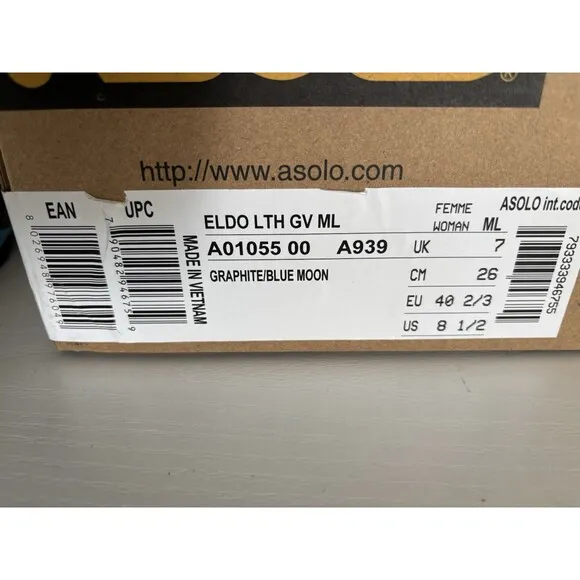 ®
http://www.asolo.com
EAN
UPC
ELDO LTH GV ML
FEMME
WOMAN ML
ASOLO int.code
A01055 00 A939
UK 7
GRAPHITE/BLUE MOON
CM 26
EU 40 2/3
US 8 1/2
MADE IN VIETNAM
793333946755